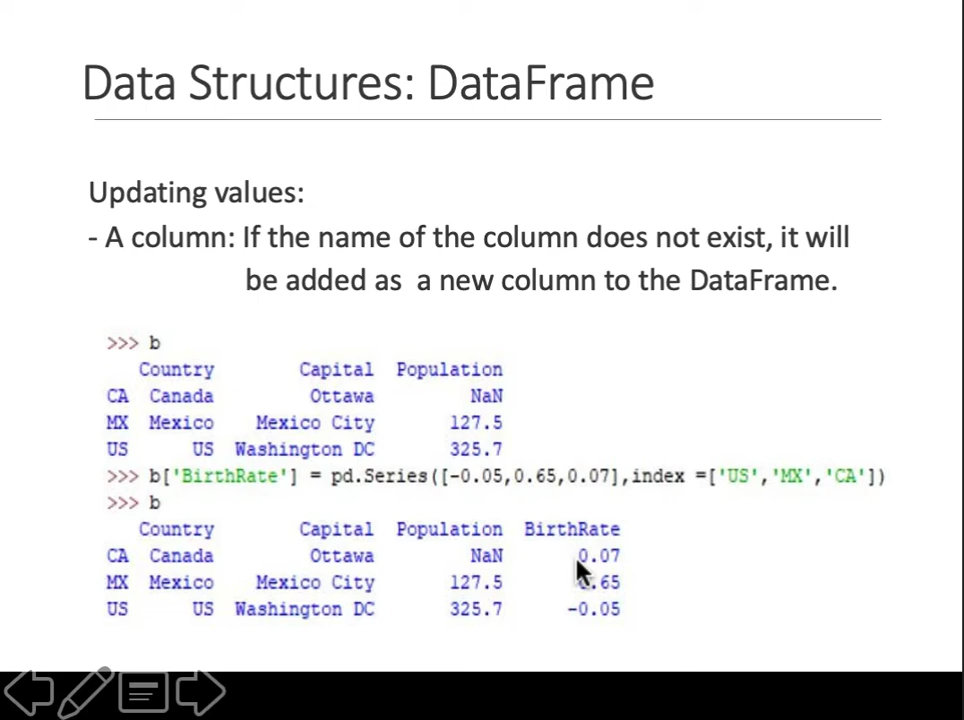 Data Structures: DataFrame
Updating values:
- A column: If the name of the column does not exist, it will
be added as a new column to the DataFrame.
>>> b
Country Capital Population
CA Canada Ottawa NaN
MX Mexico Mexico City 127.5
US US Washington DC 325.7
>>> b['BirthRate'] = pd.Series([-0.05,0.65,0.07],index =['US','MX','CA'])
>>> b
Country Capital Population BirthRate
CA Canada Ottawa NaN 0.07
MX Mexico Mexico City 127.5 0.65
US US Washington DC 325.7 -0.05